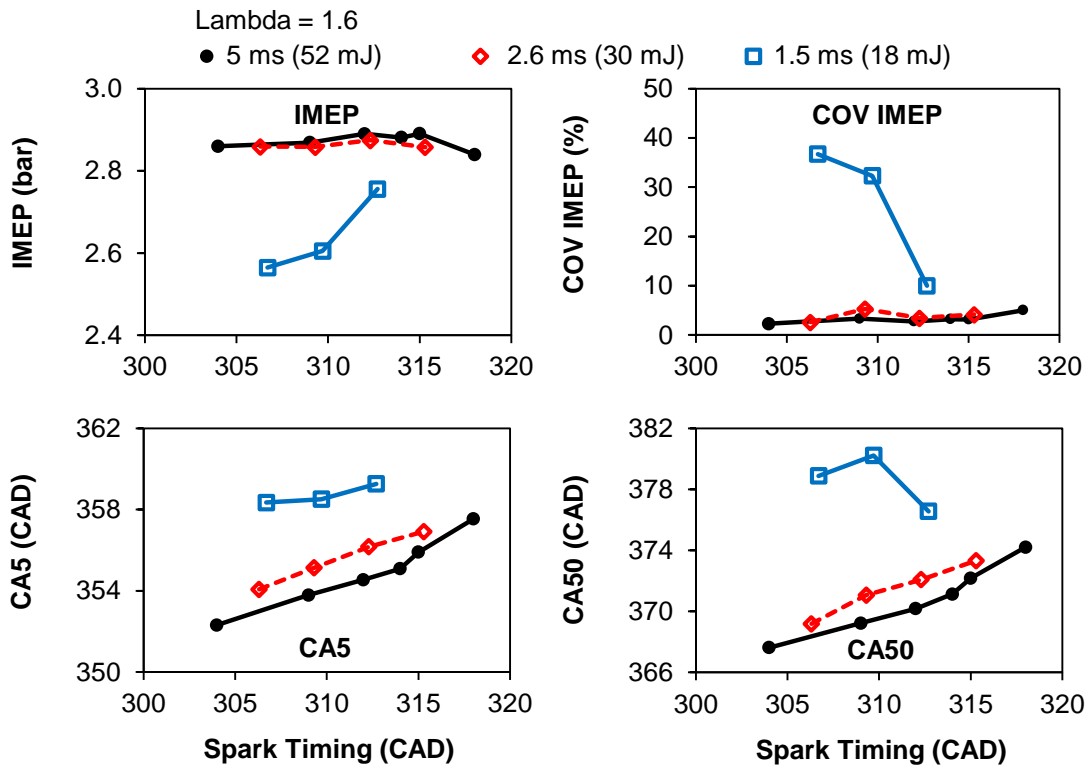 Lambda = 1.6
5 ms (52 mJ) 2.6 ms (30 mJ) 1.5 ms (18 mJ)
IMEP (bar)
3.0
2.8
2.6
2.4
IMEP
300 305 310 315 320
COV IMEP (%)
50
40
30
20
10
0
COV IMEP
300 305 310 315 320
CA5 (CAD)
362
358
354
350
CA5
300 305 310 315 320
Spark Timing (CAD)
CA50 (CAD)
382
378
374
370
366
CA50
300 305 310 315 320
Spark Timing (CAD)